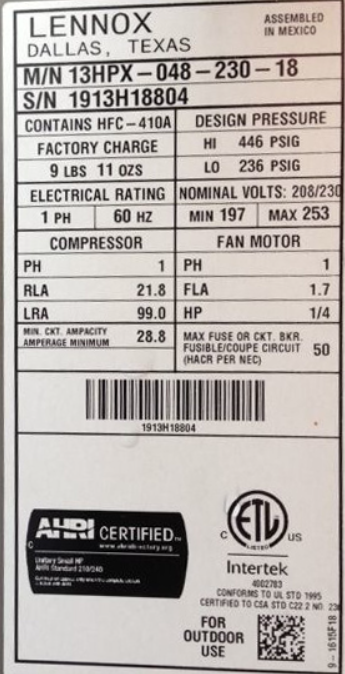 LENNOX
DALLAS, TEXAS
ASSEMBLED
IN MEXICO
M/N 13HPX-048-230-18
S/N 1913H18804
CONTAINS HFC-410A
DESIGN PRESSURE
FACTORY CHARGE
HI 446 PSIG
9 LBS 11 OZS
LO 236 PSIG
ELECTRICAL RATING
NOMINAL VOLTS: 208/230
1 PH 60 HZ
MIN 197 MAX 253
COMPRESSOR
FAN MOTOR
PH 1
PH 1
RLA 21.8
FLA 1.7
LRA 99.0
HP 1/4
MIN. CKT. AMPACITY
AMPERAGE MINIMUM
28.8
MAX FUSE OR CKT. BKR.
FUSIBLE/COUPE CIRCUIT
(HACR PER NEC)
50
1913H18804
AHRI CERTIFIED™
www.ahridirectory.org
Unitary Small HP
AHRI Standard 210/240
C ETL US
LISTED
Intertek
4002783
CONFORMS TO UL STD 1995
CERTIFIED TO CSA STD C22.2 NO. 23
FOR
OUTDOOR
USE
9-1615F18